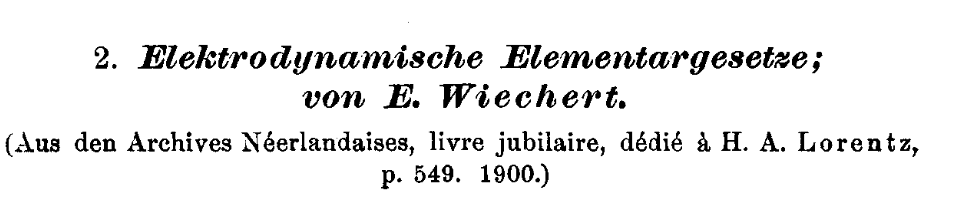 2. Elektrodynamische Elementargesetze;
von E. Wiechert.
(Aus den Archives Néerlandaises, livre jubilaire, dédié à H. A. Lorentz,
p. 549. 1900.)